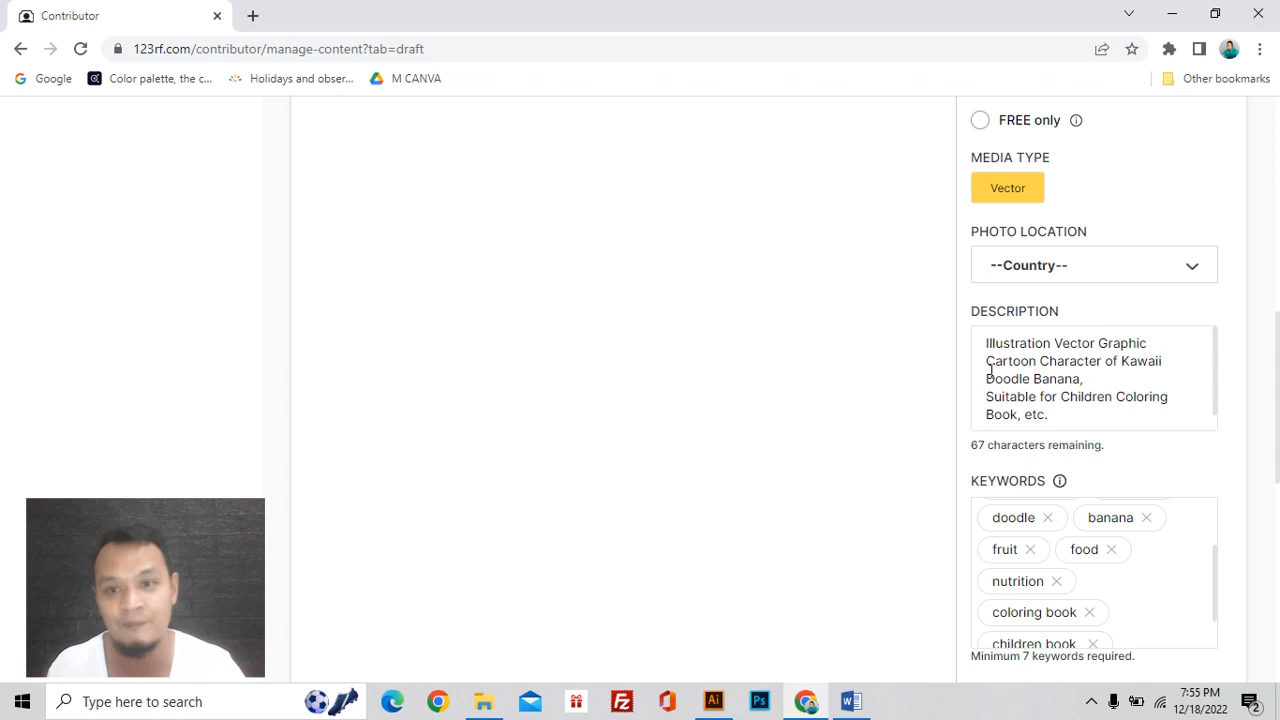 Contributor
123rf.com/contributor/manage-content?tab=draft
Google
Color palette, the c...
Holidays and obser...
M CANVA
Other bookmarks
FREE only
MEDIA TYPE
Vector
PHOTO LOCATION
--Country--
DESCRIPTION
Illustration Vector Graphic
Cartoon Character of Kawaii
Doodle Banana,
Suitable for Children Coloring
Book, etc.
67 characters remaining.
KEYWORDS
doodle
banana
fruit
food
nutrition
coloring book
children book
Minimum 7 keywords required.
Type here to search
Ai
Ps
7:55 PM
12/18/2022
2